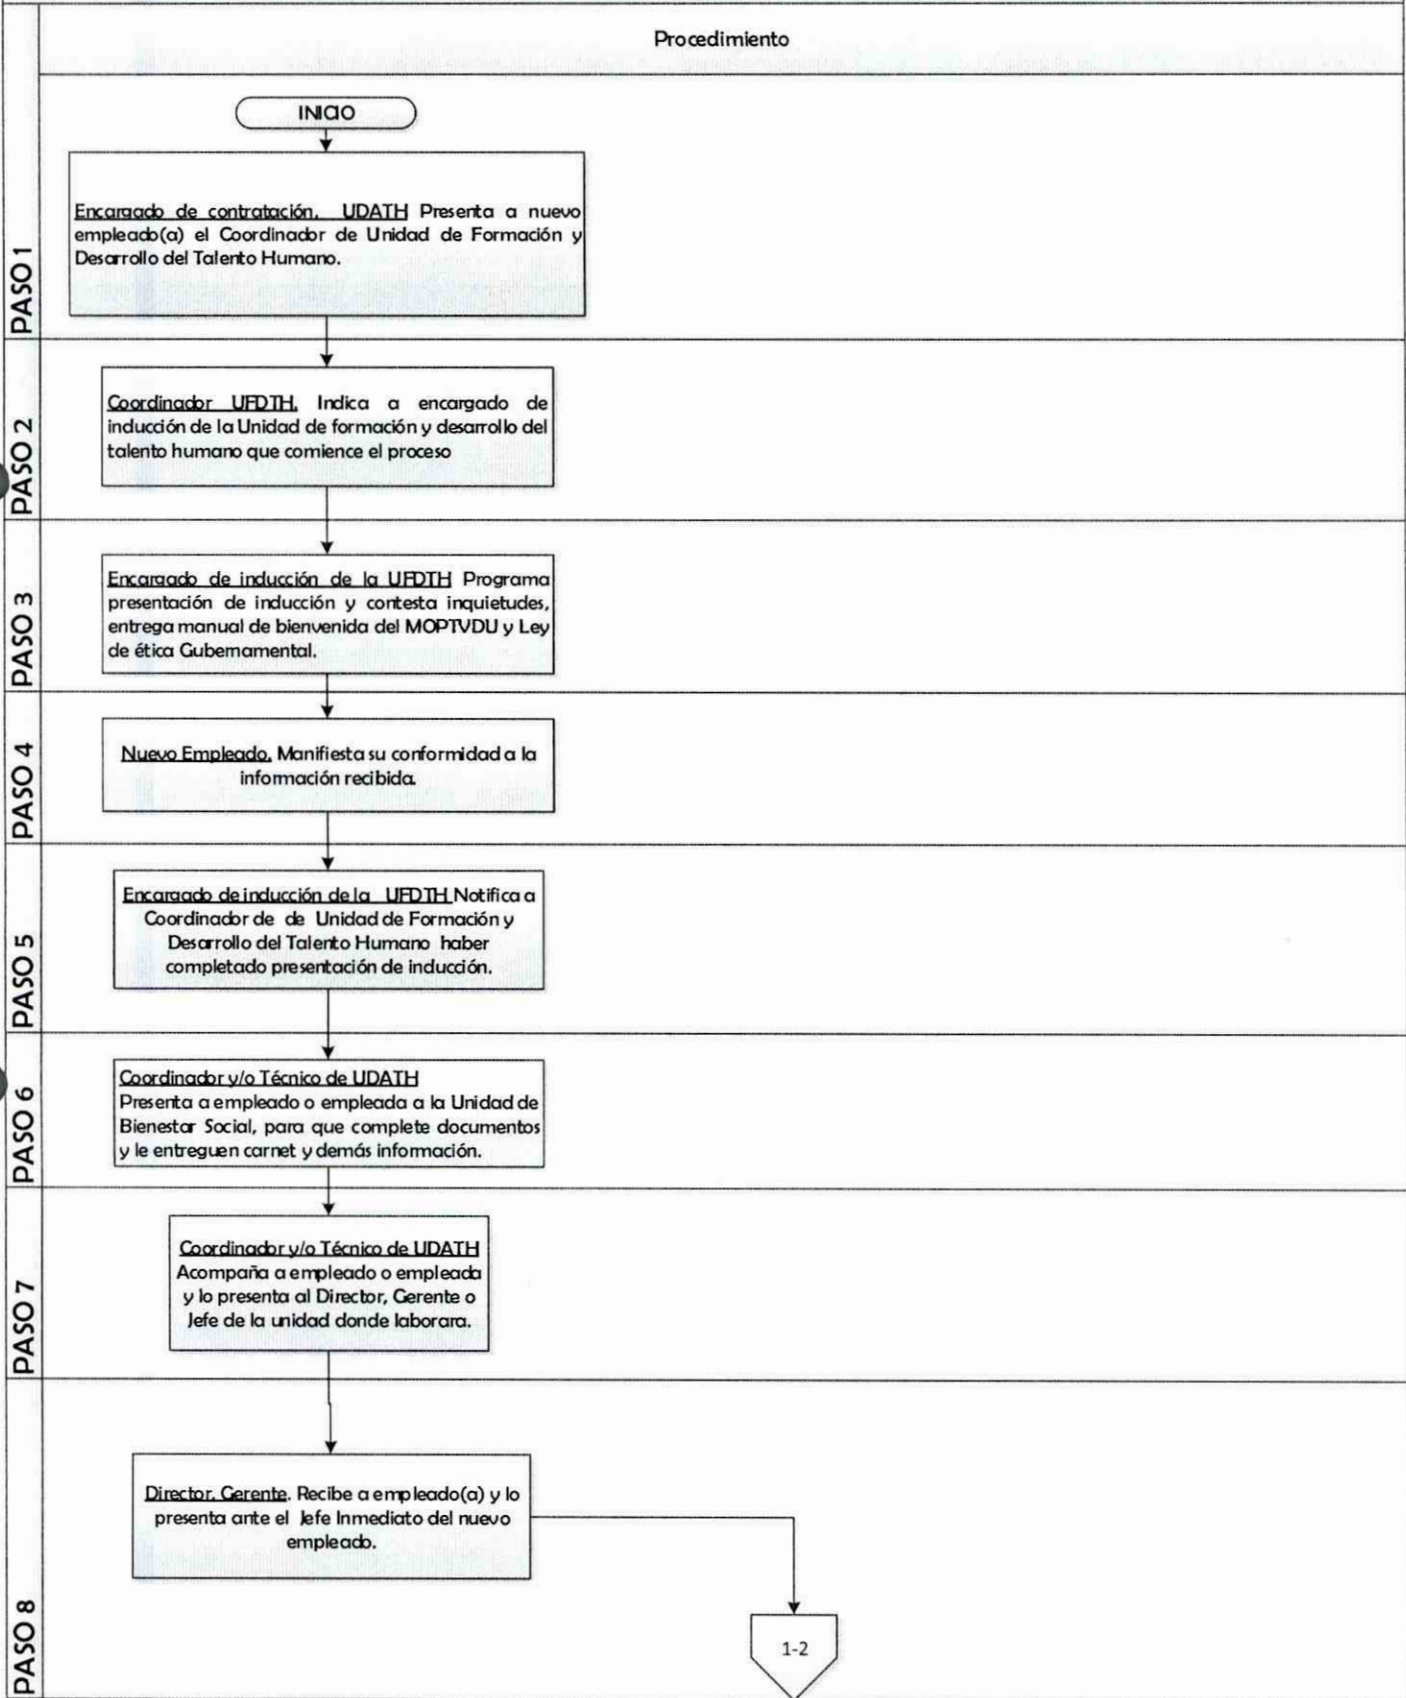 Procedimiento
INICIO
PASO 1
Encargado de contratación. UDATH Presenta a nuevo
empleado(a) el Coordinador de Unidad de Formación y
Desarrollo del Talento Humano.
PASO 2
Coordinador UFDTH. Indica a encargado de
inducción de la Unidad de formación y desarrollo del
talento humano que comience el proceso
PASO 3
Encargado de inducción de la UFDTH Programa
presentación de inducción y contesta inquietudes,
entrega manual de bienvenida del MOPTVDU y Ley
de ética Gubernamental.
PASO 4
Nuevo Empleado. Manifiesta su conformidad a la
información recibida.
PASO 5
Encargado de inducción de la UFDTH Notifica a
Coordinador de de Unidad de Formación y
Desarrollo del Talento Humano haber
completado presentación de inducción.
PASO 6
Coordinador y/o Técnico de UDATH
Presenta a empleado o empleada a la Unidad de
Bienestar Social, para que complete documentos
y le entreguen carnet y demás información.
PASO 7
Coordinador y/o Técnico de UDATH
Acompaña a empleado o empleada
y lo presenta al Director, Gerente o
Jefe de la unidad donde laborara.
PASO 8
Director. Gerente. Recibe a empleado(a) y lo
presenta ante el Jefe Inmediato del nuevo
empleado.
1-2